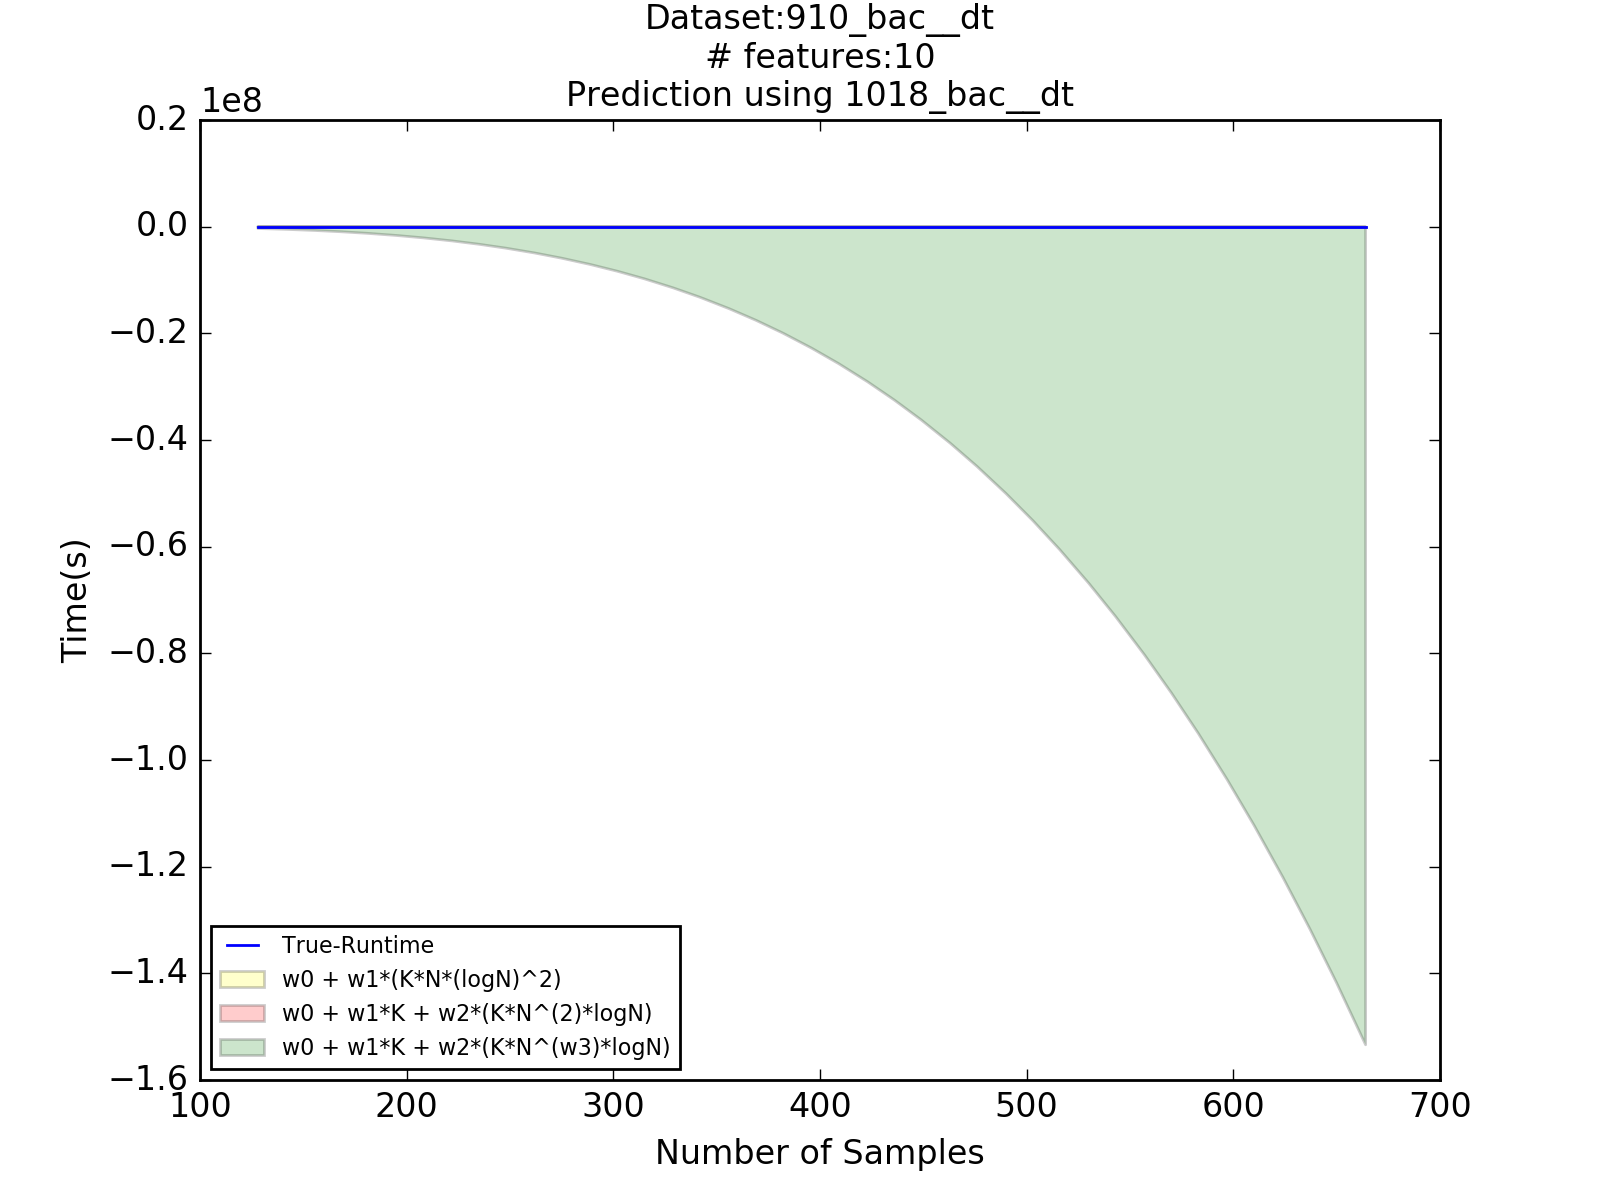 Dataset:910_bac__dt
# features:10
Prediction using 1018_bac__dt
1e8
0.2
0.0
−0.2
−0.4
−0.6
−0.8
−1.0
−1.2
−1.4
−1.6
Time(s)
True-Runtime
w0 + w1*(K*N*(logN)^2)
w0 + w1*K + w2*(K*N^(2)*logN)
w0 + w1*K + w2*(K*N^(w3)*logN)
100 200 300 400 500 600 700
Number of Samples